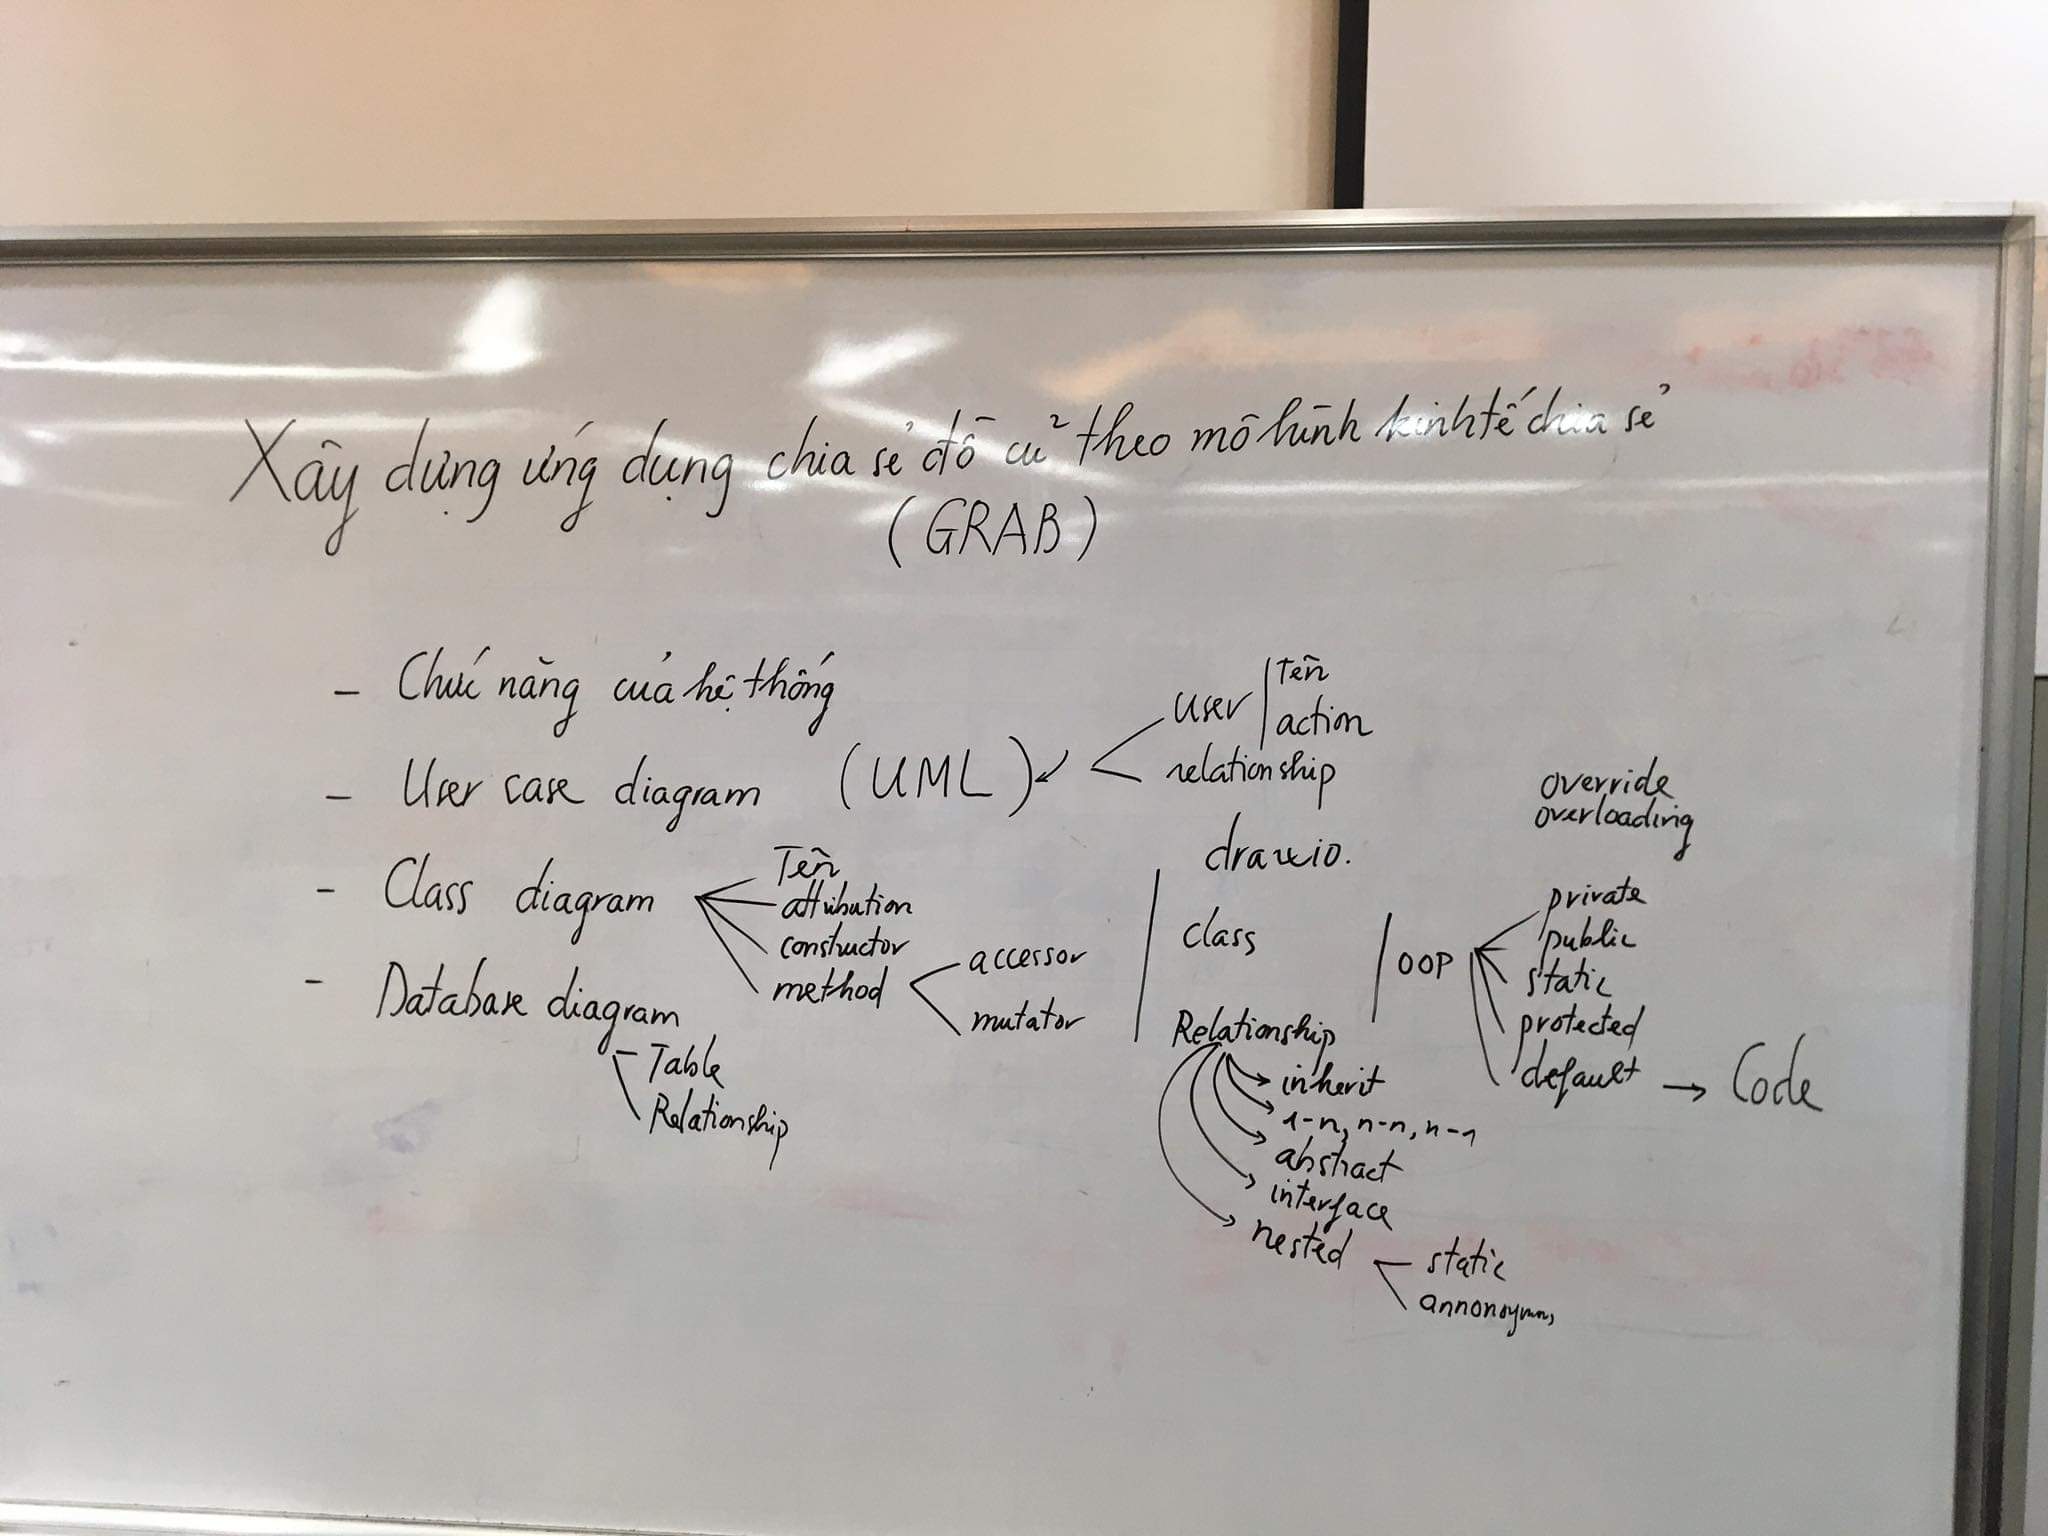 Xây dựng ứng dụng chia sẻ đồ cử theo mô hình kinh tế chia sẻ
(GRAB)
- Chức năng của hệ thống
- User case diagram (UML)
user
Tên
action
relationship
draw io.
- Class diagram
Tên
attribution
constructor
method
accessor
mutator
- Database diagram
Table
Relationship
class
Relationship
inherit
1-n, n-n, n-1
abstract
interface
nested
static
override
overloading
OOP
private
public
static
protected
default → Code